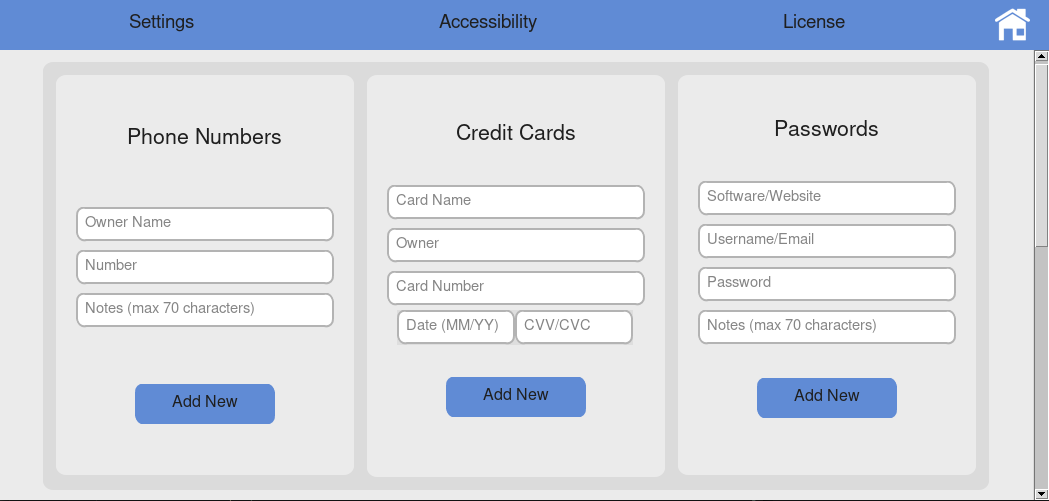 Settings
Accessibility
License
Phone Numbers
Owner Name
Number
Notes (max 70 characters)
Add New
Credit Cards
Card Name
Owner
Card Number
Date (MM/YY)
CVV/CVC
Add New
Passwords
Software/Website
Username/Email
Password
Notes (max 70 characters)
Add New